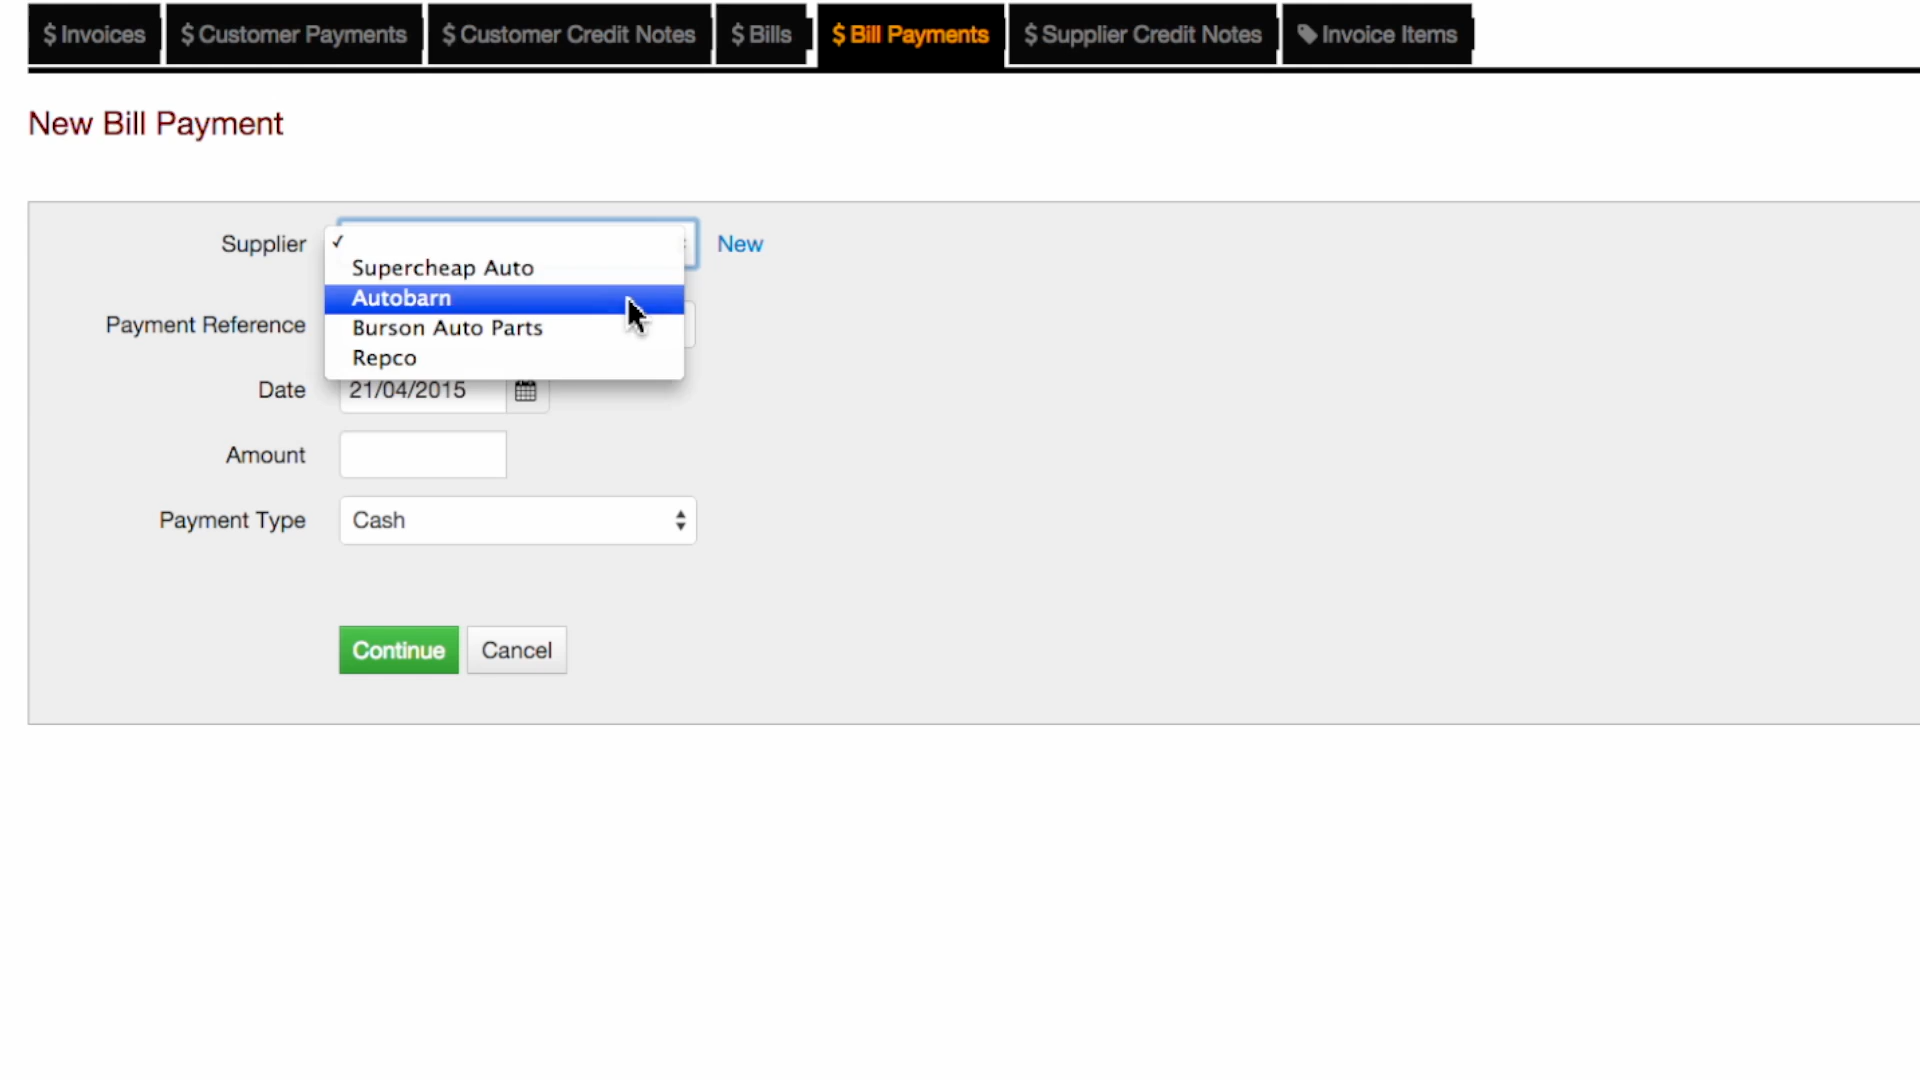 $ Invoices $ Customer Payments $ Customer Credit Notes $ Bills $ Bill Payments $ Supplier Credit Notes Invoice Items
New Bill Payment
Supplier ✓ New
Supercheap Auto
Autobarn
Payment Reference Burson Auto Parts
Repco
Date 21/04/2015
Amount
Payment Type Cash
Continue Cancel